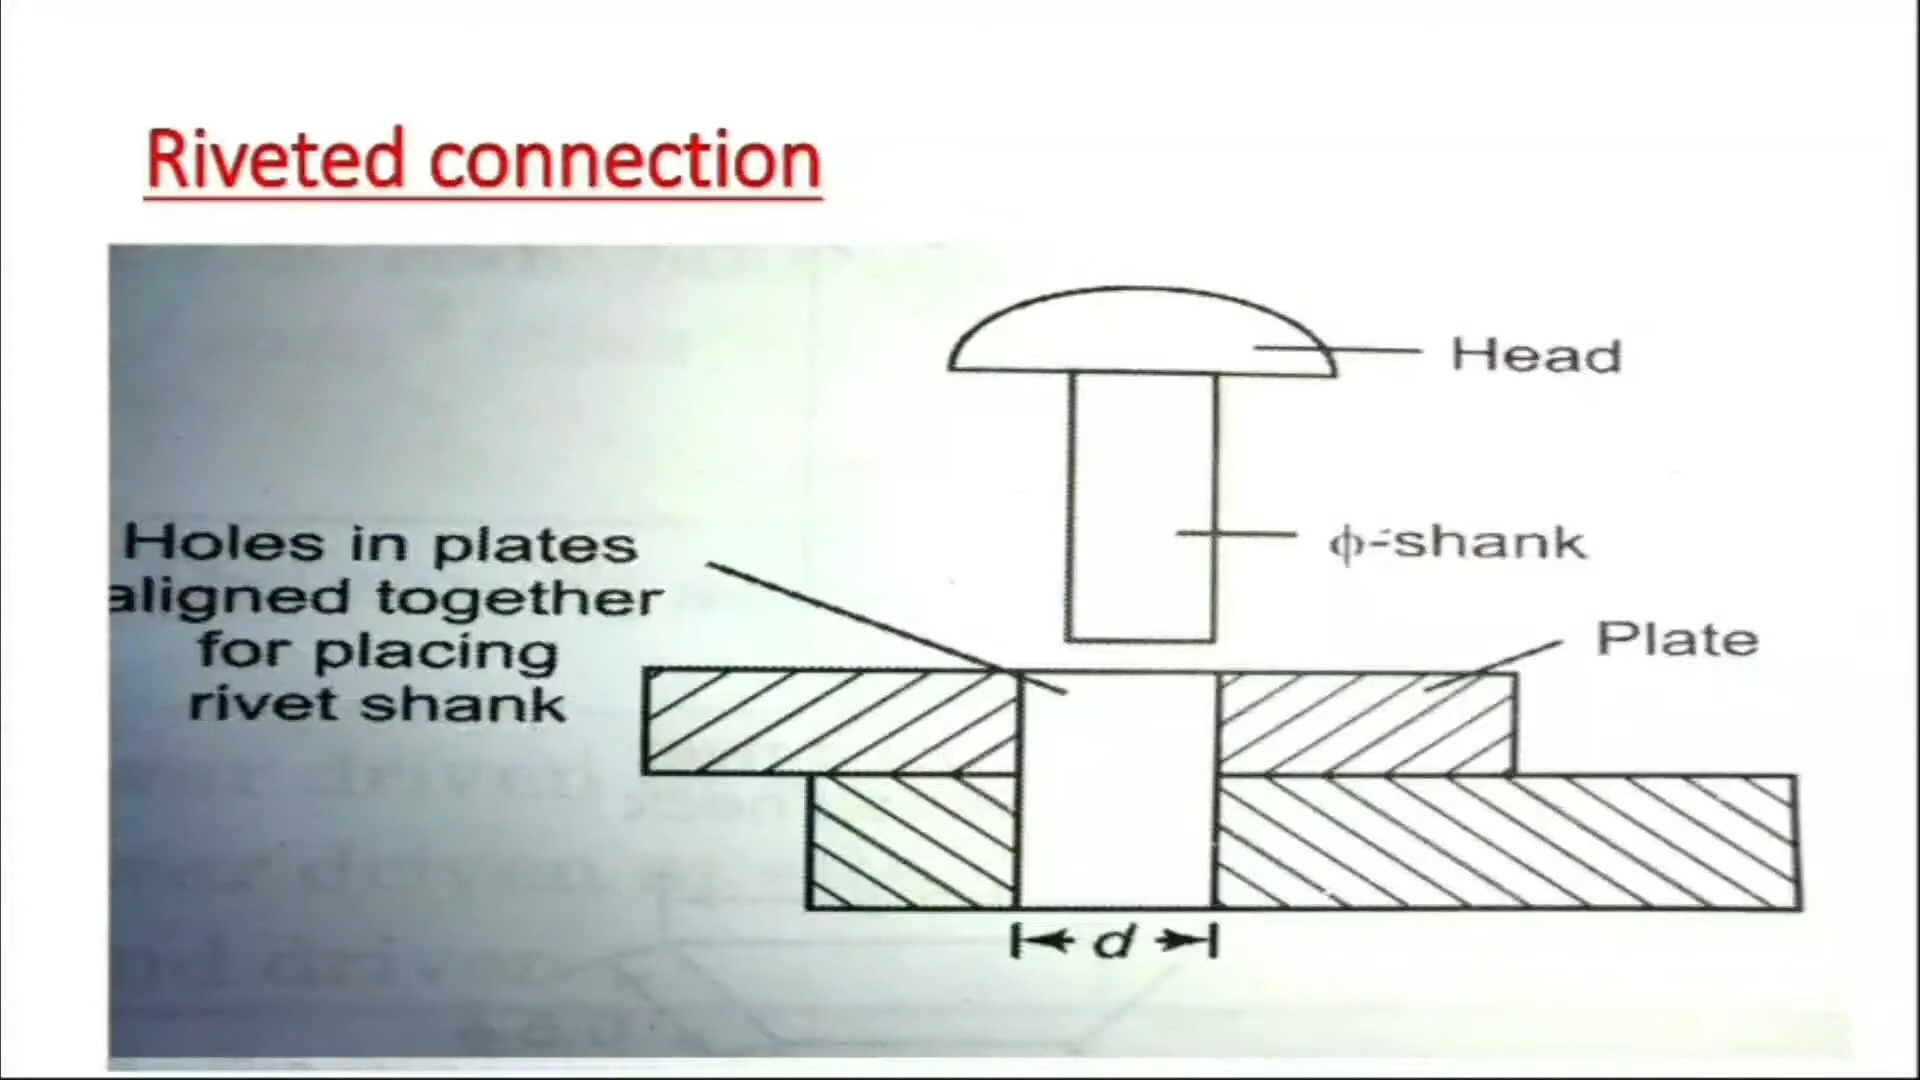 Riveted connection
Head
Holes in plates
aligned together
for placing
rivet shank
ϕ-shank
Plate
d